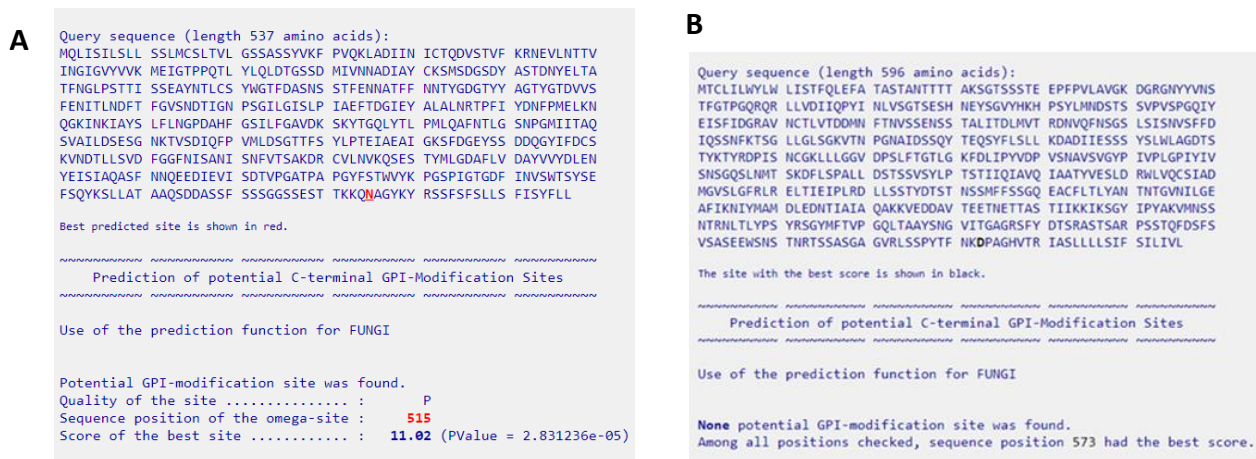 A
Query sequence (length 537 amino acids):
MQLISILSLL SSLMCSLTVL GSSASSYVKF PVQKLADIIN ICTQDVSTVF KRNEVLNTTV
INGIGVYVVK MEIGTPPQTL YLQLDTGSSD MIVNNADIAY CKSMSDGSDY ASTDNYELTA
TFNGLPSTTI SSEAYNTLCS YWGTFDASNS STFENNATFF NNTYGDGTYY AGTYGTDVVS
FENITLNDFT FGVSNDTIGN PSGILGISLP IAEFTDGIEY ALALNRTPFI YDNFPMELKN
QGKINKIAYS LFLNGPDAHF GSILFGAVDK SKYTGQLYTL PMLQAFNTLG SNPGMIITAQ
SVAILDSESG NKTVSDIQFP VMLDSGTTFS YLPTEIAEAI GKSFDGEYSS DDQGYIFDCS
KVNDTLLSVD FGGFNISANI SNFVTSAKDR CVLNVKQSES TYMLGDAFLV DAYVVYDLEN
YEISIAQASF NNQEEDIEVI SDTVPGATPA PGYFSTWVYK PGSPIGTGDF INVSWTSYSE
FSQYKSLLAT AAQSDDASSF SSSGGSSEST TKKQNAGYKY RSSFSFSLLS FISYFLL
Best predicted site is shown in red.
~~~~~~~~~~ ~~~~~~~~~~ ~~~~~~~~~~ ~~~~~~~~~~ ~~~~~~~~~~ ~~~~~~~~~~
Prediction of potential C-terminal GPI-Modification Sites
~~~~~~~~~~ ~~~~~~~~~~ ~~~~~~~~~~ ~~~~~~~~~~ ~~~~~~~~~~ ~~~~~~~~~~
Use of the prediction function for FUNGI
Potential GPI-modification site was found.
Quality of the site ............... : P
Sequence position of the omega-site : 515
Score of the best site ............ : 11.02 (PValue = 2.831236e-05)
B
Query sequence (length 596 amino acids):
MTCLILWYLW LISTFQLEFA TASTANTTTT AKSGTSSSTE EPFPVLAVGK DGRGNYYVNS
TFGTPGQRQR LLVDIIQPYI NLVSGTSESH NEYSGVYHKH PSYLMNDSTS SVPVSPGQIY
EISFIDGRAV NCTLVTDDMN FTNVSSENSS TALITDLMVT RDNVQFNSGS LSISNVSFFD
IQSSNFKTSG LLGLSGKVTN PGNAIDSSQY TEQSYFLSLL KDADIIESSS YSLWLAGDTS
TYKTYRDPIS NCGKLLLGGV DPSLFTGTLG KFDLIPYVDP VSNAVSVGYP IVPLGPIYIV
SNSGQSLNMT SKDFLSPALL DSTSSVSYLP TSTIIQIAVQ IAATYVESLD RWLVQCSIAD
MGVSLGFRLR ELTIEIPLRD LLSSTYDTST NSSMFFSSGQ EACFLTLYAN TNTGVNILGE
AFIKNIYMAM DLEDNTIAIA QAKKVEDDAV TEETNETTAS TIIKKIKSGY IPYAKVMNSS
NTRNLTLYPS YRSGYMFTVP GQLTAAYSNG VITGAGRSFY DTSRASTSAR PSSTQFDSFS
VSASEEWSNS TNRTSSASGA GVRLSSPYTF NKDPAGHVTR IASLLLLSIF SILIVL
The site with the best score is shown in black.
~~~~~~~~~~ ~~~~~~~~~~ ~~~~~~~~~~ ~~~~~~~~~~ ~~~~~~~~~~ ~~~~~~~~~~
Prediction of potential C-terminal GPI-Modification Sites
~~~~~~~~~~ ~~~~~~~~~~ ~~~~~~~~~~ ~~~~~~~~~~ ~~~~~~~~~~ ~~~~~~~~~~
Use of the prediction function for FUNGI
None potential GPI-modification site was found.
Among all positions checked, sequence position 573 had the best score.